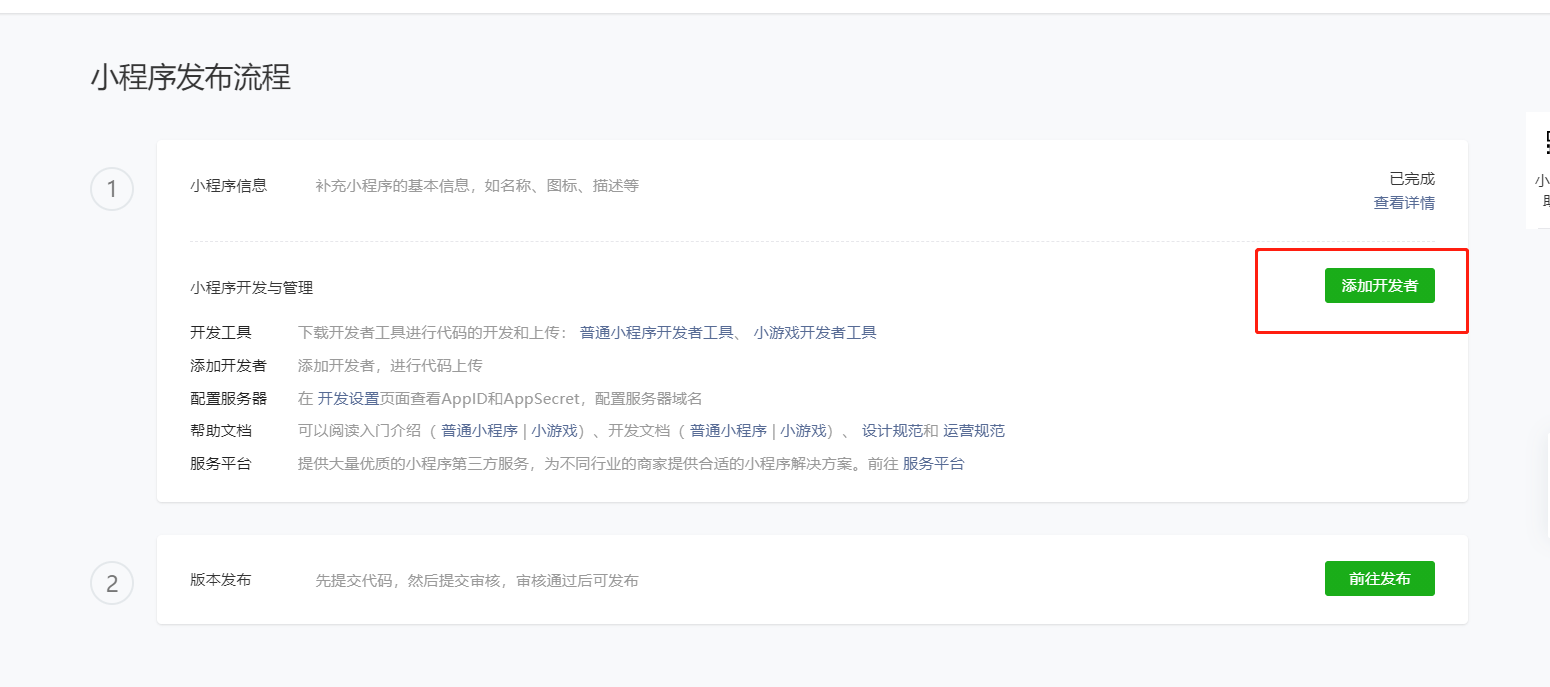 小程序发布流程
1
小程序信息 补充小程序的基本信息，如名称、图标、描述等
已完成
查看详情
小程序开发与管理
添加开发者
开发工具 下载开发者工具进行代码的开发和上传： 普通小程序开发者工具、 小游戏开发者工具
添加开发者 添加开发者，进行代码上传
配置服务器 在 开发设置页面查看AppID和AppSecret，配置服务器域名
帮助文档 可以阅读入门介绍（ 普通小程序 | 小游戏）、开发文档（ 普通小程序 | 小游戏）、 设计规范和 运营规范
服务平台 提供大量优质的小程序第三方服务，为不同行业的商家提供合适的小程序解决方案。前往 服务平台
2
版本发布 先提交代码，然后提交审核，审核通过后可发布
前往发布
小